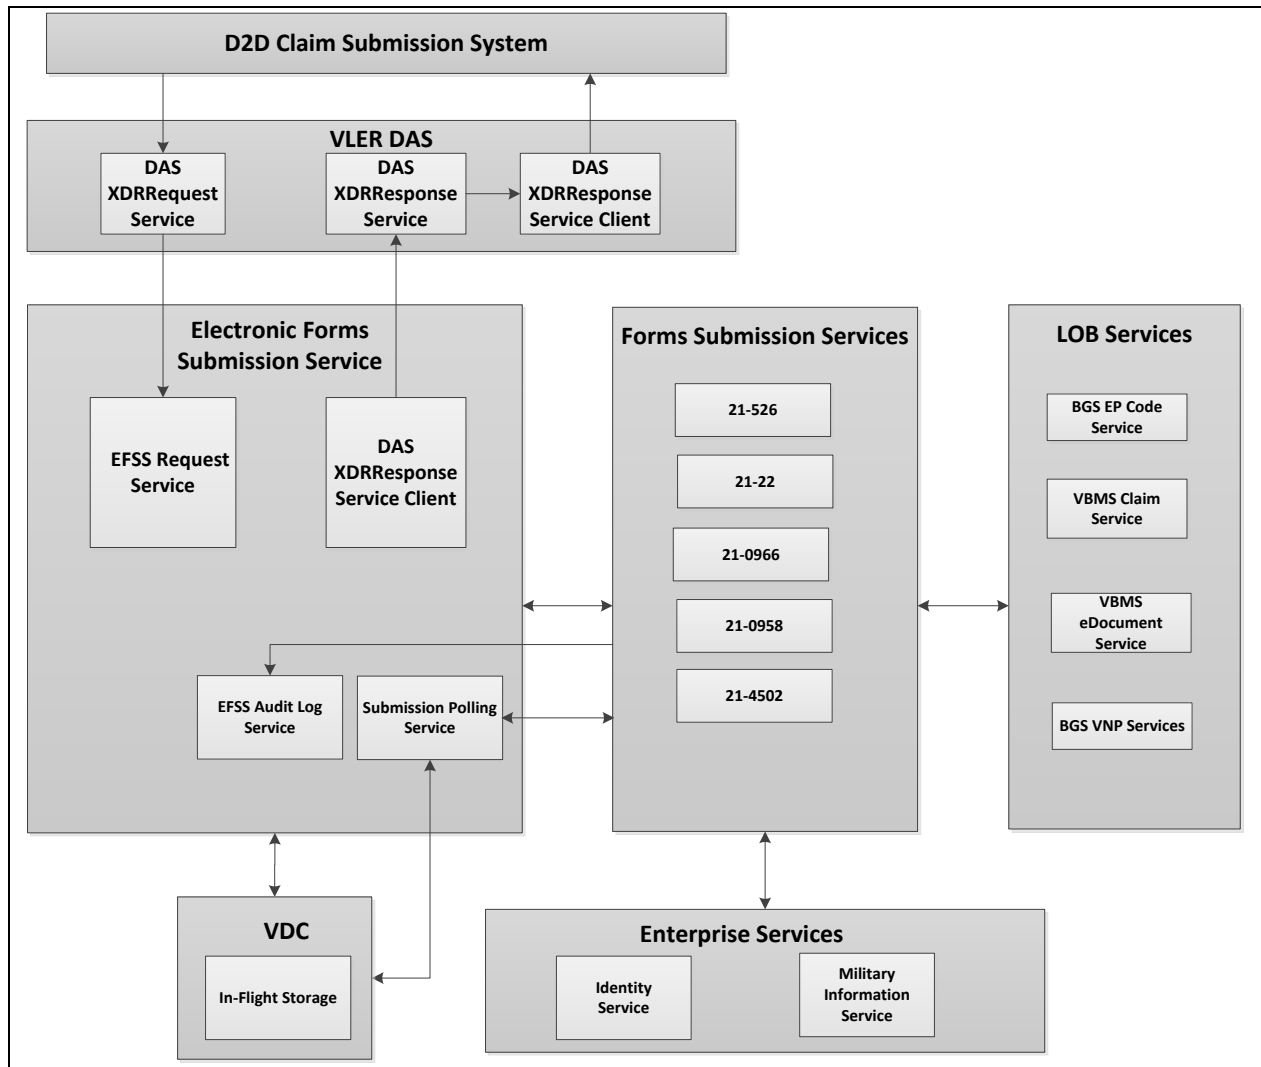 D2D Claim Submission System
VLER DAS
DAS
XDRRequest
Service
DAS
XDRResponse
Service
DAS
XDRResponse
Service Client
Electronic Forms
Submission Service
EFSS Request
Service
DAS
XDRResponse
Service Client
EFSS Audit Log
Service
Submission Polling
Service
Forms Submission Services
21-526
21-22
21-0966
21-0958
21-4502
LOB Services
BGS EP Code
Service
VBMS Claim
Service
VBMS
eDocument
Service
BGS VNP Services
VDC
In-Flight Storage
Enterprise Services
Identity
Service
Military
Information
Service